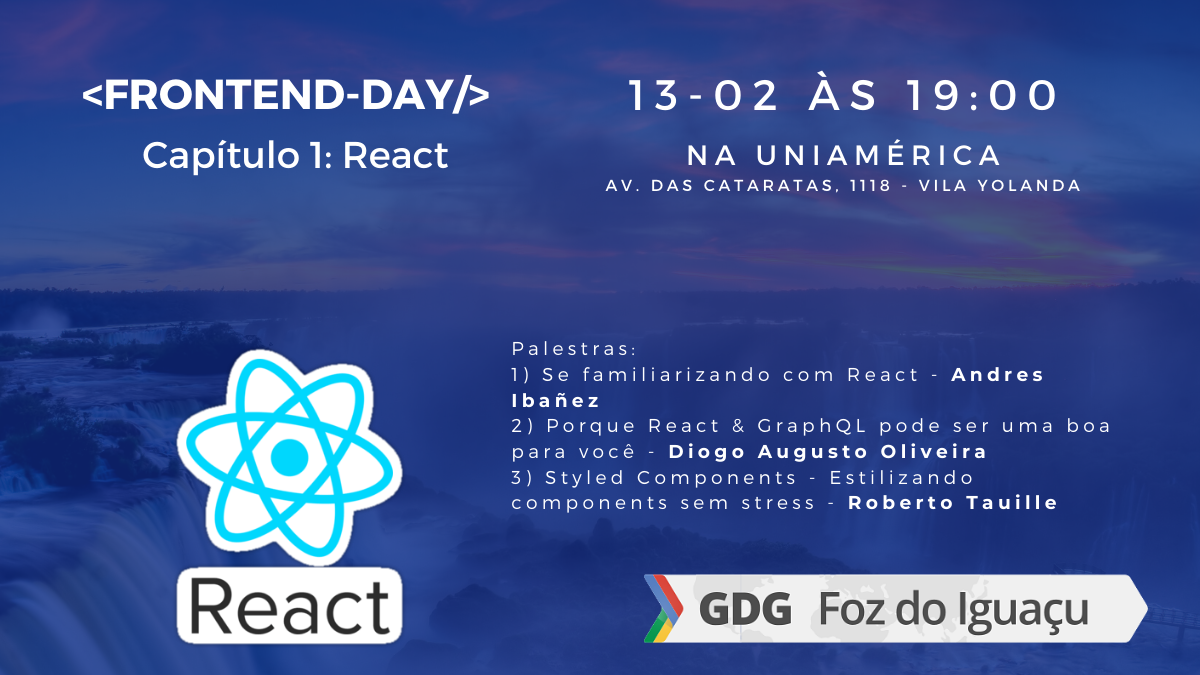 <FRONTEND-DAY/>
Capítulo 1: React
13-02 ÀS 19:00
NA UNIAMÉRICA
AV. DAS CATARATAS, 1118 - VILA YOLANDA
Palestras:
1) Se familiarizando com React - Andres
Ibañez
2) Porque React & GraphQL pode ser uma boa
para você - Diogo Augusto Oliveira
3) Styled Components - Estilizando
components sem stress - Roberto Tauille
React
GDG Foz do Iguaçu